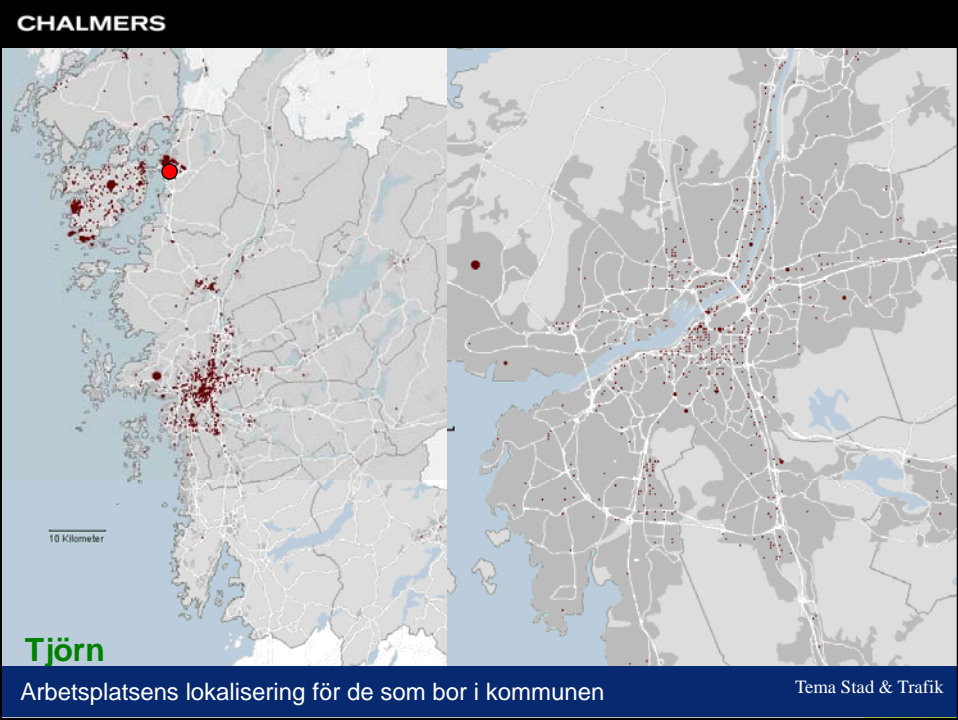 CHALMERS
10 Kilometer
Tjörn
Arbetsplatsens lokalisering för de som bor i kommunen
Tema Stad & Trafik